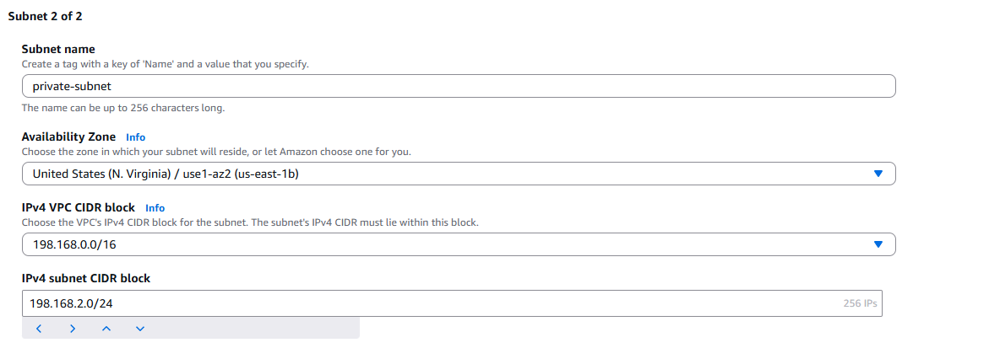 Subnet 2 of 2
Subnet name
Create a tag with a key of 'Name' and a value that you specify.
private-subnet
The name can be up to 256 characters long.
Availability Zone Info
Choose the zone in which your subnet will reside, or let Amazon choose one for you.
United States (N. Virginia) / use1-az2 (us-east-1b)
IPv4 VPC CIDR block Info
Choose the VPC's IPv4 CIDR block for the subnet. The subnet's IPv4 CIDR must lie within this block.
198.168.0.0/16
IPv4 subnet CIDR block
198.168.2.0/24 256 IPs